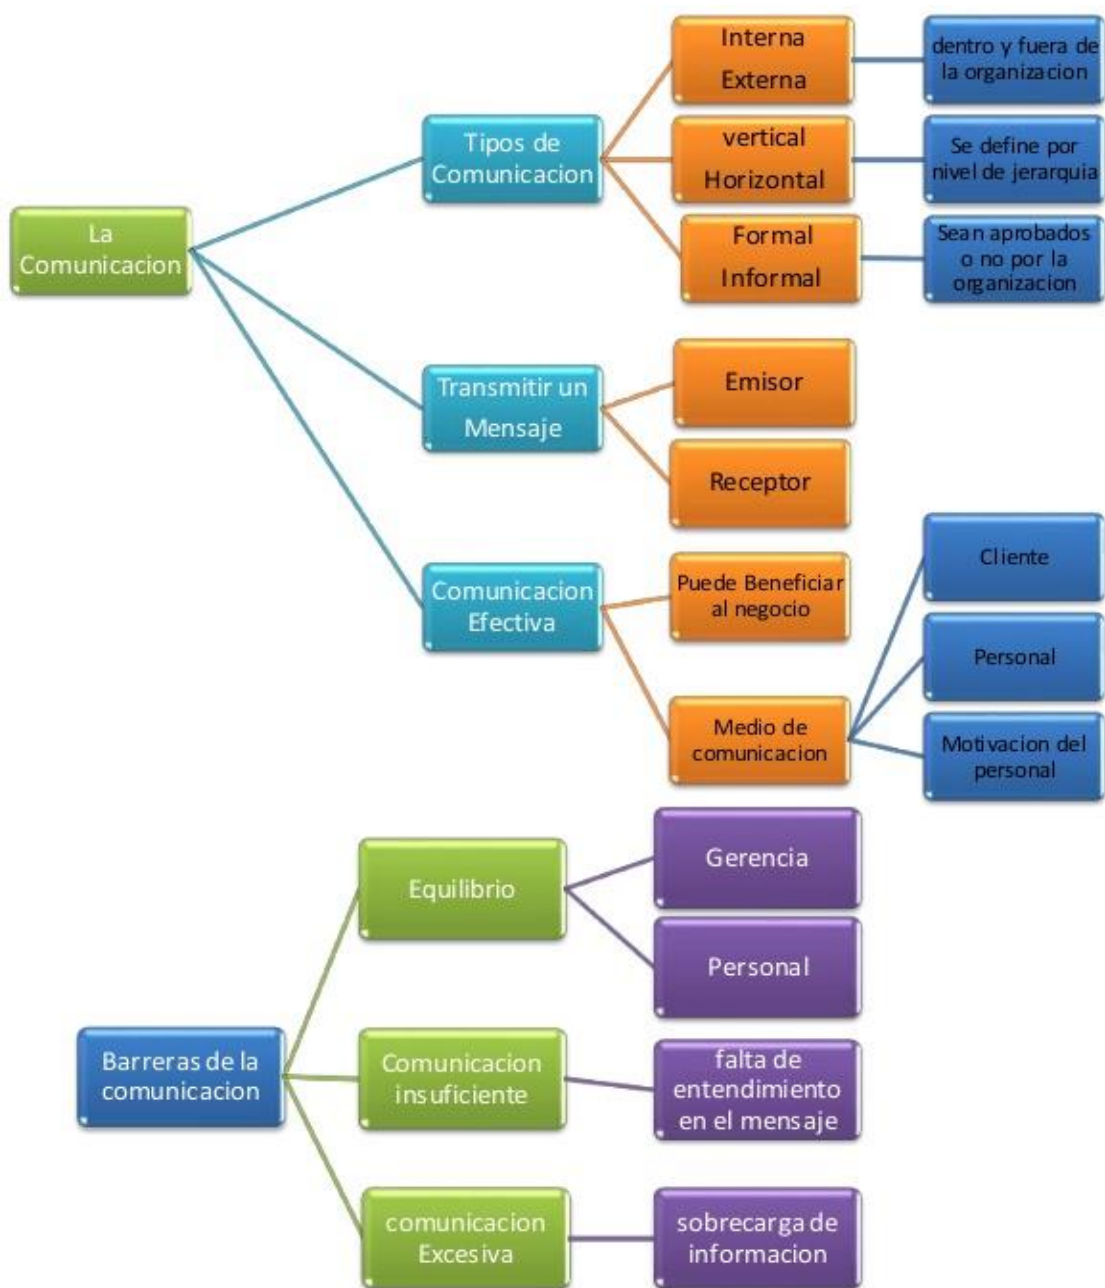 La
Comunicacion
Tipos de
Comunicacion
Interna
Externa
dentro y fuera de
la organizacion
vertical
Horizontal
Se define por
nivel de jerarquia
Formal
Informal
Sean aprobados
o no por la
organizacion
Transmitir un
Mensaje
Emisor
Receptor
Comunicacion
Efectiva
Puede Beneficiar
al negocio
Medio de
comunicacion
Cliente
Personal
Motivacion del
personal
Barreras de la
comunicacion
Equilibrio
Gerencia
Personal
Comunicacion
insuficiente
falta de
entendimiento
en el mensaje
comunicacion
Excesiva
sobrecarga de
informacion